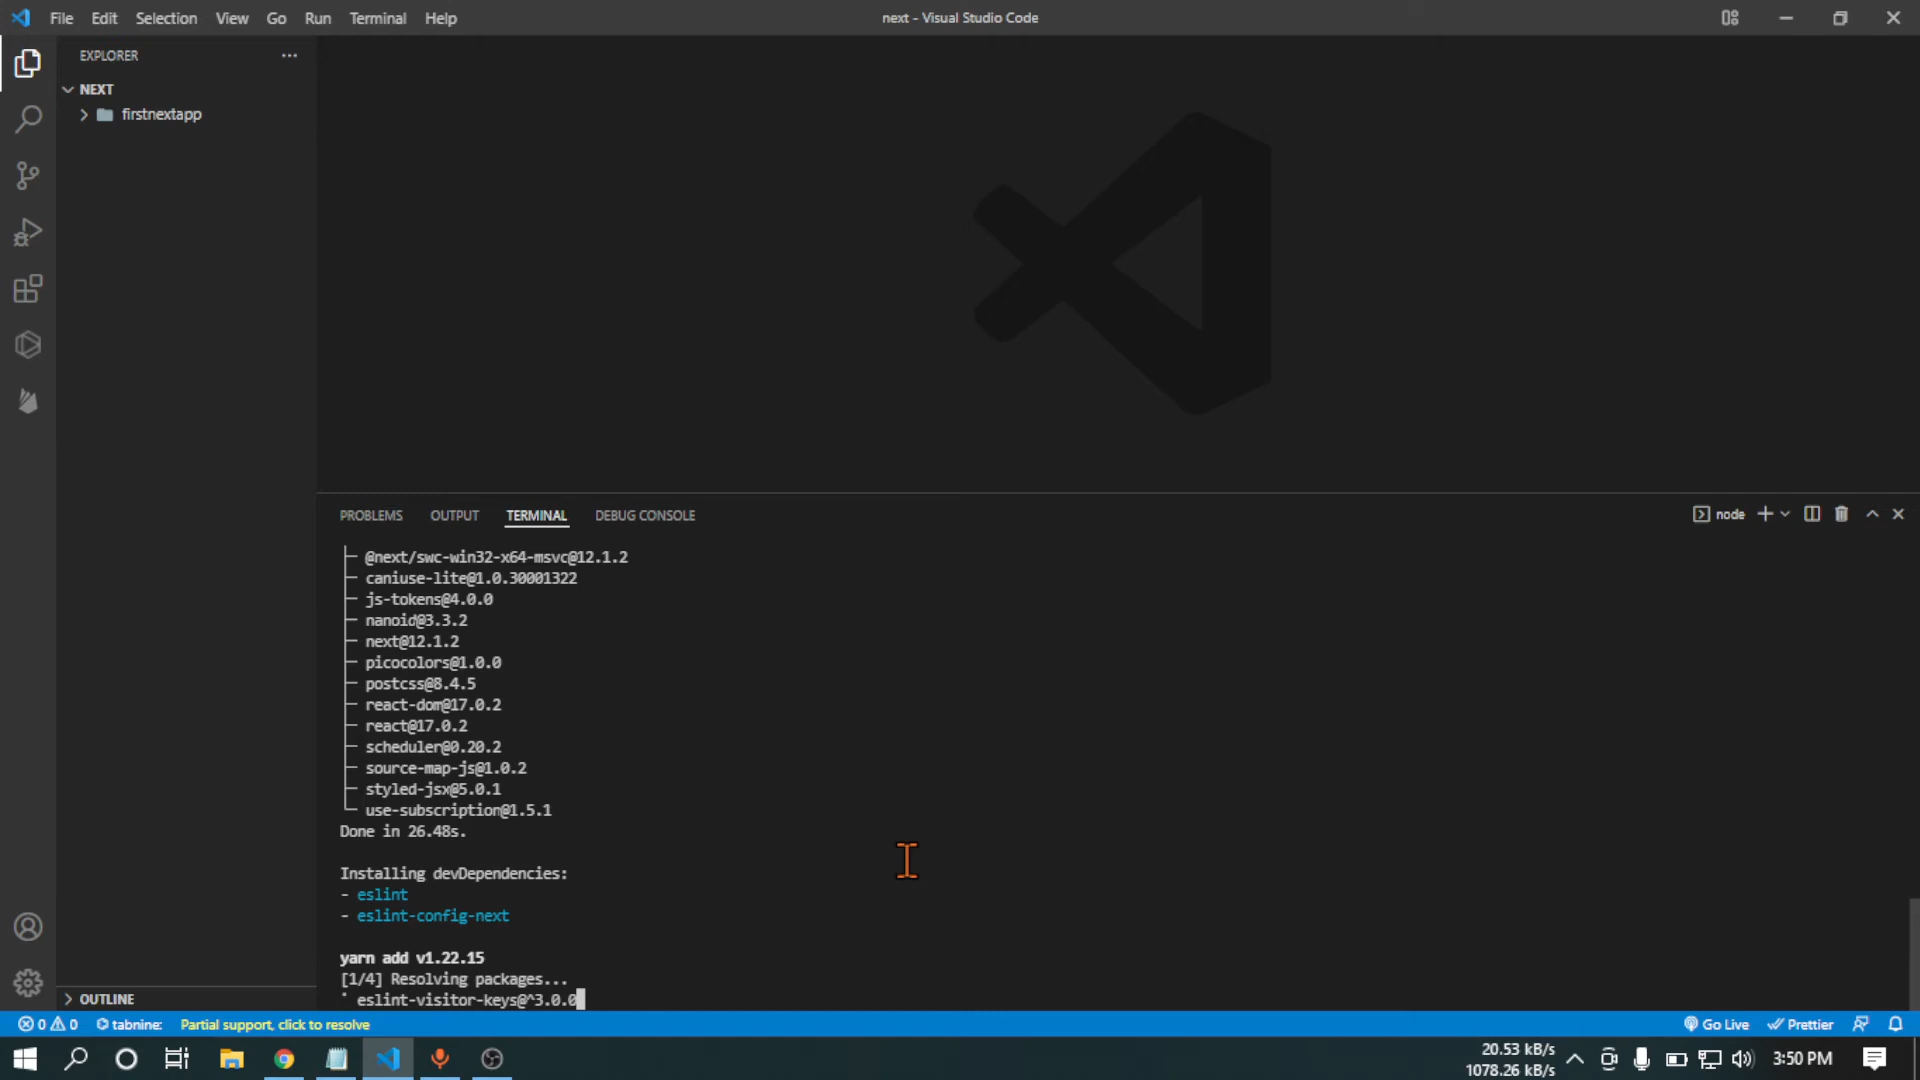 File Edit Selection View Go Run Terminal Help
next - Visual Studio Code
EXPLORER
NEXT
firstnextapp
PROBLEMS OUTPUT TERMINAL DEBUG CONSOLE
node
@next/swc-win32-x64-msvc@12.1.2
caniuse-lite@1.0.30001322
js-tokens@4.0.0
nanoid@3.3.2
next@12.1.2
picocolors@1.0.0
postcss@8.4.5
react-dom@17.0.2
react@17.0.2
scheduler@0.20.2
source-map-js@1.0.2
styled-jsx@5.0.1
use-subscription@1.5.1
Done in 26.48s.
Installing devDependencies:
- eslint
- eslint-config-next
yarn add v1.22.15
[1/4] Resolving packages...
⠁ eslint-visitor-keys@^3.0.0
OUTLINE
0 0 tabnine: Partial support, click to resolve
Go Live Prettier
20.53 kB/s
1078.26 kB/s
3:50 PM